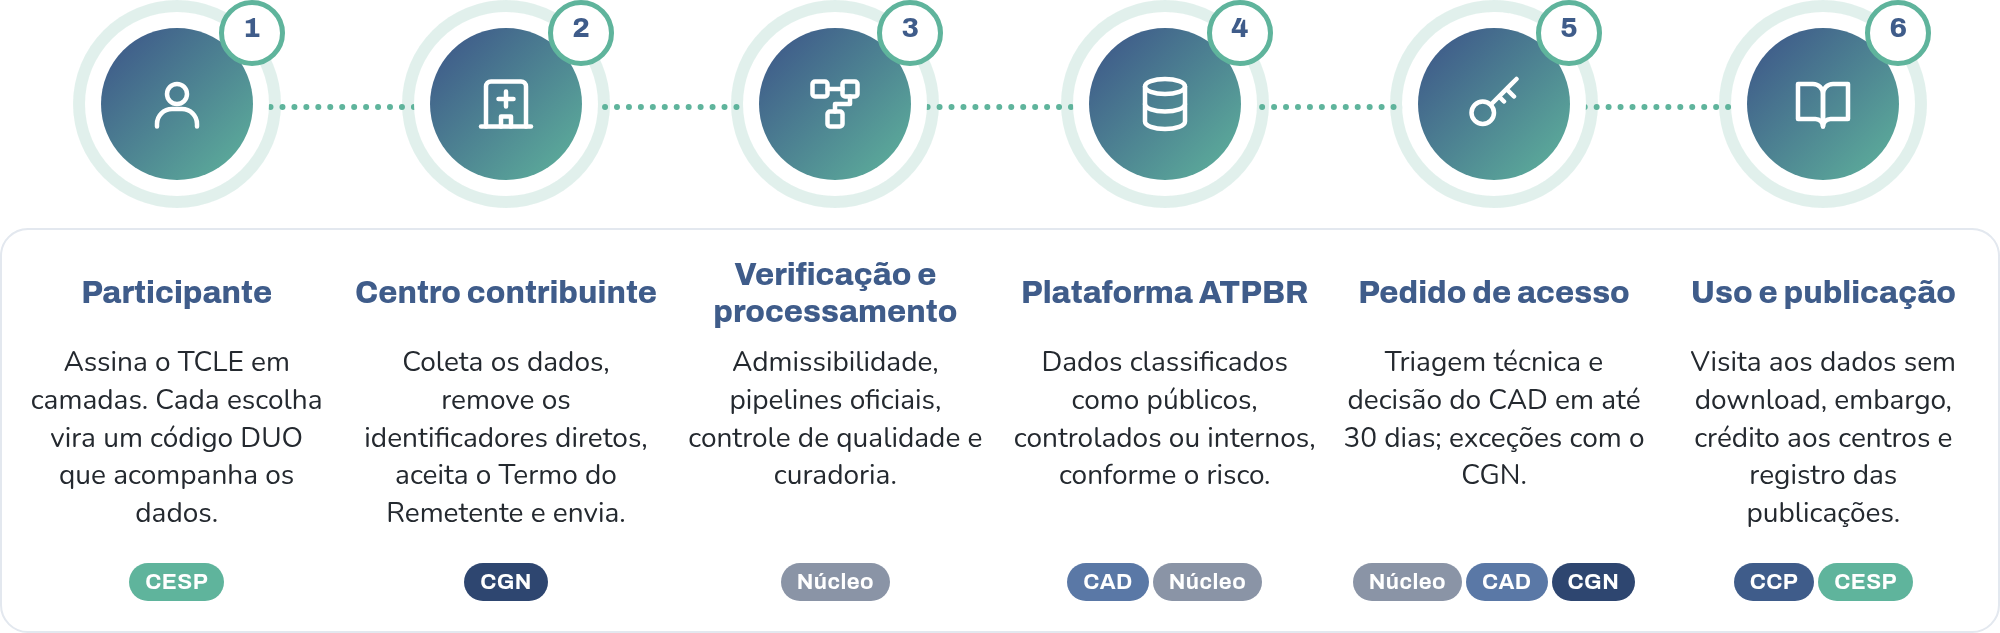 1
2
3
4
5
6
Participante
Assina o TCLE em
camadas. Cada escolha
vira um código DUO
que acompanha os
dados.
CESP
Centro contribuinte
Coleta os dados,
remove os
identificadores diretos,
aceita o Termo do
Remetente e envia.
CGN
Verificação e
processamento
Admissibilidade,
pipelines oficiais,
controle de qualidade e
curadoria.
Núcleo
Plataforma ATPBR
Dados classificados
como públicos,
controlados ou internos,
conforme o risco.
CAD Núcleo
Pedido de acesso
Triagem técnica e
decisão do CAD em até
30 dias; exceções com o
CGN.
Núcleo CAD CGN
Uso e publicação
Visita aos dados sem
download, embargo,
crédito aos centros e
registro das
publicações.
CCP CESP